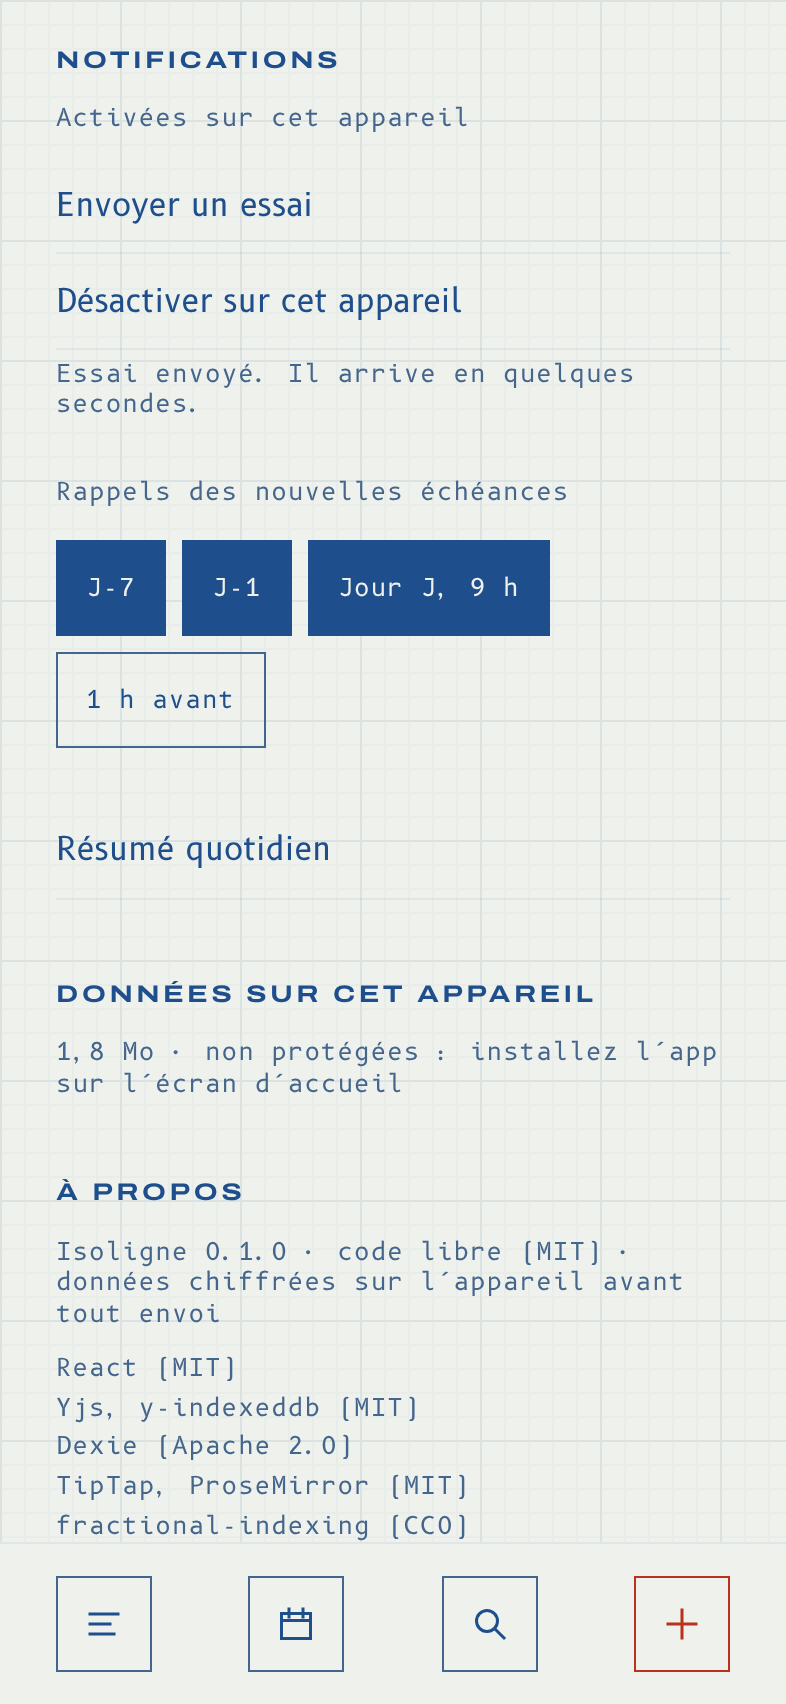 NOTIFICATIONS
Activées sur cet appareil
Envoyer un essai
Désactiver sur cet appareil
Essai envoyé. Il arrive en quelques
secondes.
Rappels des nouvelles échéances
J-7 J-1 Jour J, 9 h
1 h avant
Résumé quotidien
DONNÉES SUR CET APPAREIL
1,8 Mo · non protégées : installez l´app
sur l´écran d´accueil
À PROPOS
Isoligne 0.1.0 · code libre (MIT) ·
données chiffrées sur l´appareil avant
tout envoi
React (MIT)
Yjs, y-indexeddb (MIT)
Dexie (Apache 2.0)
TipTap, ProseMirror (MIT)
fractional-indexing (CC0)